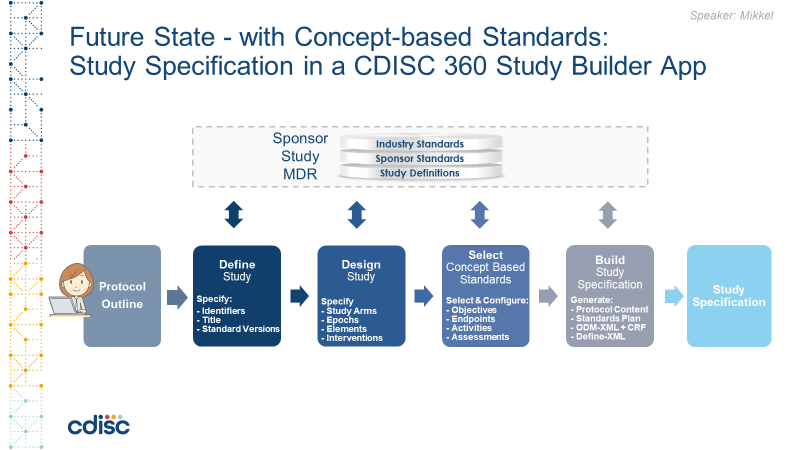 Speaker: Mikkel
Future State - with Concept-based Standards:
Study Specification in a CDISC 360 Study Builder App
Sponsor
Study
MDR
Industry Standards
Sponsor Standards
Study Definitions
Protocol
Outline
Define
Study
Specify:
- Identifiers
- Title
- Standard Versions
Design
Study
Specify
- Study Arms
- Epochs
- Elements
- Interventions
Select
Concept Based
Standards
Select & Configure:
- Objectives
- Endpoints
- Activities
- Assessments
Build
Study
Specification
Generate:
- Protocol Content
- Standards Plan
- ODM-XML + CRF
- Define-XML
Study
Specification
cdisc